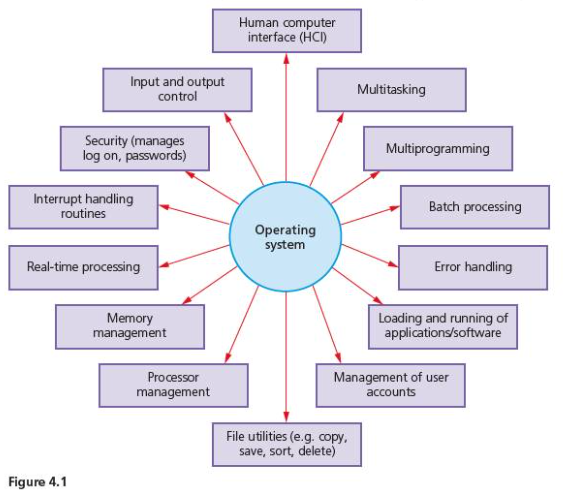 Human computer
interface (HCI)
Input and output
control
Multitasking
Security (manages
log on, passwords)
Multiprogramming
Interrupt handling
routines
Batch processing
Operating
system
Real-time processing
Error handling
Memory
management
Loading and running of
applications/software
Processor
management
Management of user
accounts
File utilities (e.g. copy,
save, sort, delete)
Figure 4.1